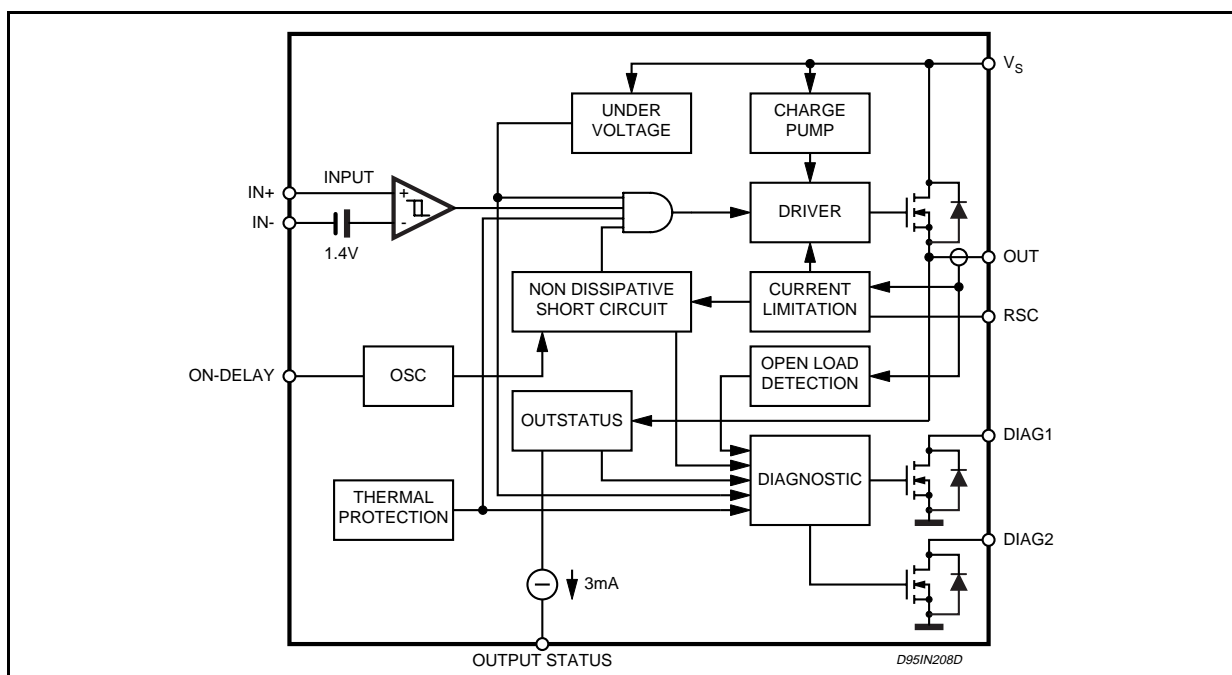 VS
UNDER
VOLTAGE
CHARGE
PUMP
IN+
INPUT
+
DRIVER
IN-
-
1.4V
OUT
NON DISSIPATIVE
SHORT CIRCUIT
CURRENT
LIMITATION
RSC
ON-DELAY
OSC
OPEN LOAD
DETECTION
OUTSTATUS
DIAG1
DIAGNOSTIC
THERMAL
PROTECTION
DIAG2
3mA
OUTPUT STATUS
D95IN208D